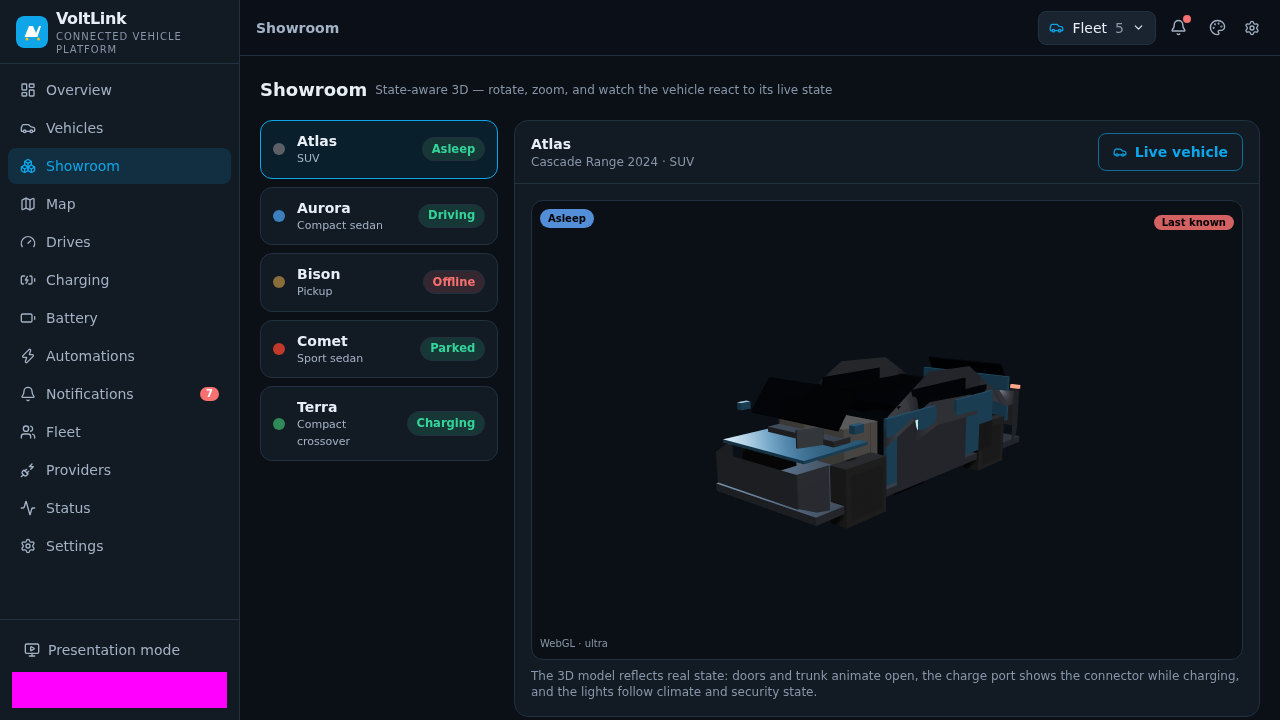 VoltLink
CONNECTED VEHICLE
PLATFORM
Overview
Vehicles
Showroom
Map
Drives
Charging
Battery
Automations
Notifications 7
Fleet
Providers
Status
Settings
Presentation mode
Showroom
Fleet 5
Showroom State-aware 3D — rotate, zoom, and watch the vehicle react to its live state
Atlas
SUV
Asleep
Aurora
Compact sedan
Driving
Bison
Pickup
Offline
Comet
Sport sedan
Parked
Terra
Compact
crossover
Charging
Atlas
Cascade Range 2024 · SUV
Live vehicle
Asleep
Last known
WebGL · ultra
The 3D model reflects real state: doors and trunk animate open, the charge port shows the connector while charging,
and the lights follow climate and security state.